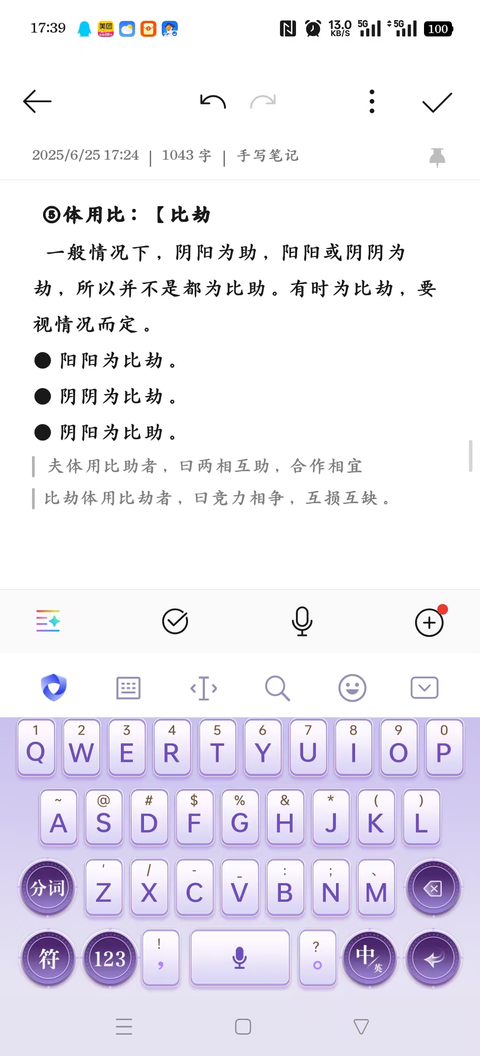 17:39 美团 13.0 KB/S 5G 5G 100
2025/6/25 17:24 | 1043 字 | 手写笔记
⑤体用比：【比劫
一般情况下，阴阳为助，阳阳或阴阴为
劫，所以并不是都为比助。有时为比劫，要
视情况而定。
● 阳阳为比劫。
● 阴阴为比劫。
● 阴阳为比助。
夫体用比助者，曰两相互助，合作相宜
比劫体用比劫者，曰竞力相争，互损互缺。
1 2 3 4 5 6 7 8 9 0
Q W E R T Y U I O P
~ @ # $ % & * ( )
A S D F G H J K L
' / - _ : ; 、
分词 Z X C V B N M
符 123 ！ ， ？ 。 中/英